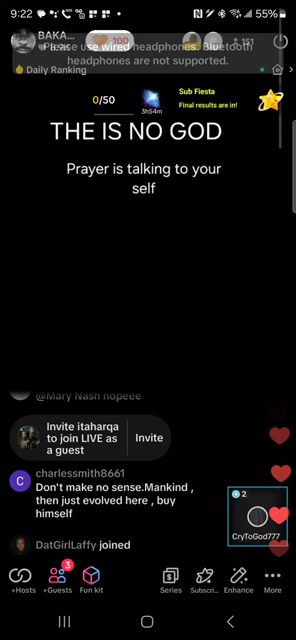 9:22
55%
BAKA...
100
151
Please use wired headphones. Bluetooth
headphones are not supported.
Daily Ranking
0/50
3h54m
Sub Fiesta
Final results are in!
THE IS NO GOD
Prayer is talking to your
self
@Mary Nash nopeee
Invite itaharqa
to join LIVE as
a guest
Invite
C
charlessmith8661
Don't make no sense.Mankind ,
then just evolved here , buy
himself
2
CryToGod777
DatGirlLaffy joined
3
+Hosts
+Guests
Fun kit
Series
Subscri...
Enhance
More